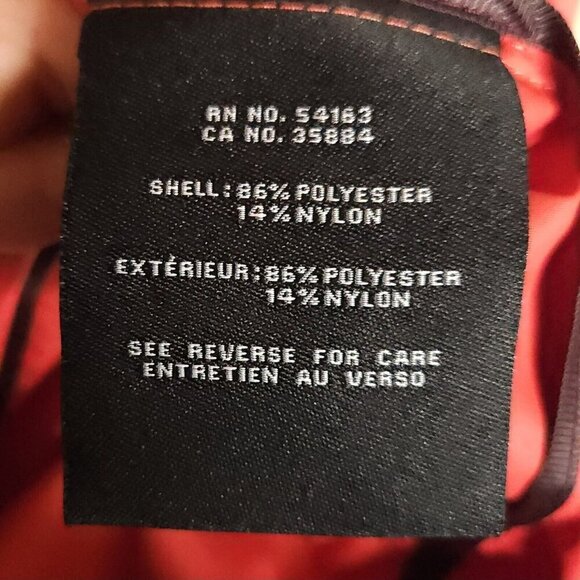 RN NO. 54163
CA NO. 35884
SHELL: 86% POLYESTER
14% NYLON
EXTÉRIEUR: 86% POLYESTER
14% NYLON
SEE REVERSE FOR CARE
ENTRETIEN AU VERSO